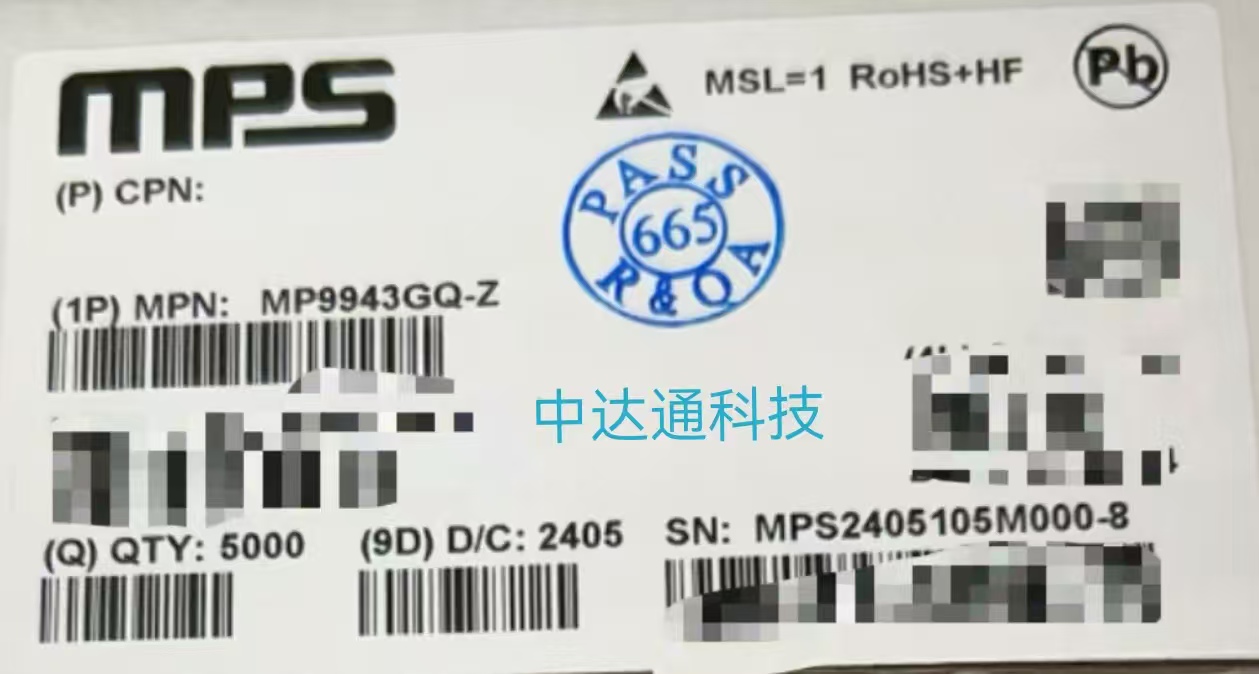 MPS
MSL=1 RoHS+HF
Pb
(P) CPN:
PASS
665
R&QA
(1P) MPN: MP9943GQ-Z
中达通科技
(Q) QTY: 5000
(9D) D/C: 2405
SN: MPS2405105M000-8